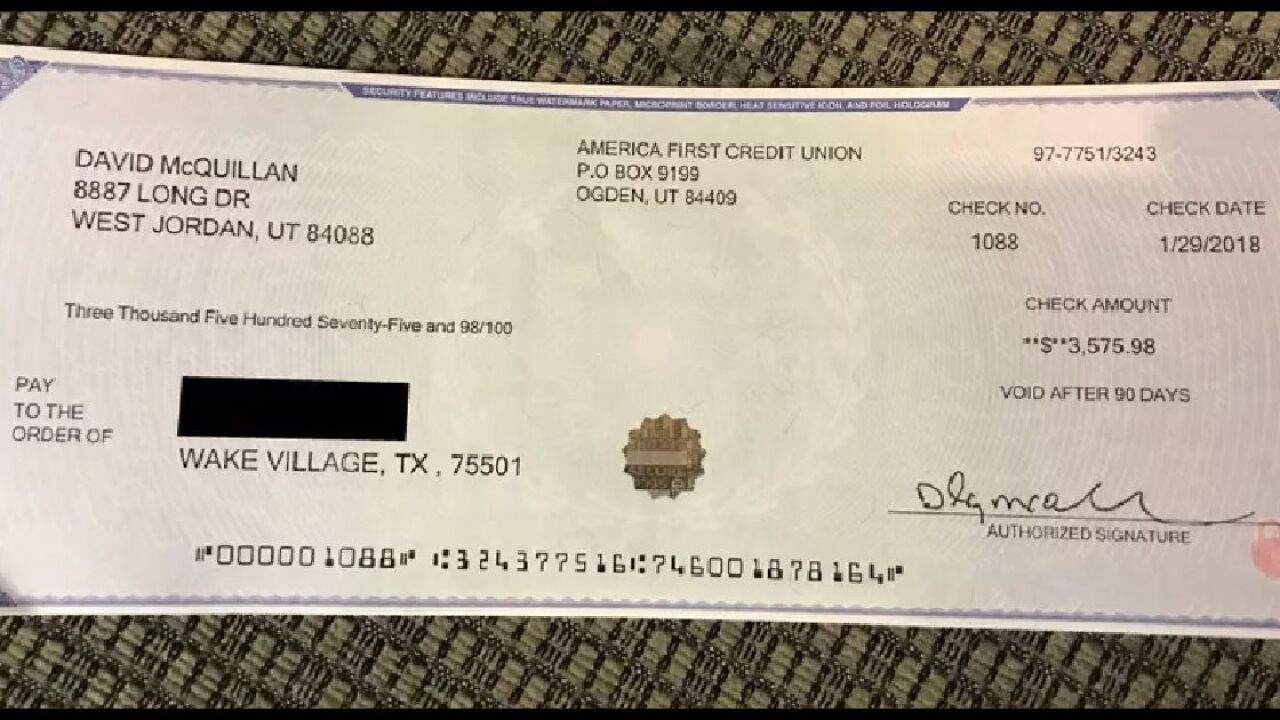 SECURITY FEATURES INCLUDE TRUE WATERMARK PAPER, MICROPRINT BORDER, HEAT SENSITIVE ICON, AND FOIL HOLOGRAM
DAVID McQUILLAN
8887 LONG DR
WEST JORDAN, UT 84088
AMERICA FIRST CREDIT UNION
P.O BOX 9199
OGDEN, UT 84409
97-7751/3243
CHECK NO.
1088
CHECK DATE
1/29/2018
Three Thousand Five Hundred Seventy-Five and 98/100
CHECK AMOUNT
**$**3,575.98
VOID AFTER 90 DAYS
PAY
TO THE
ORDER OF
WAKE VILLAGE, TX , 75501
AUTHORIZED SIGNATURE
⑈000001088⑈ ⑆324377516⑆746001878164⑈